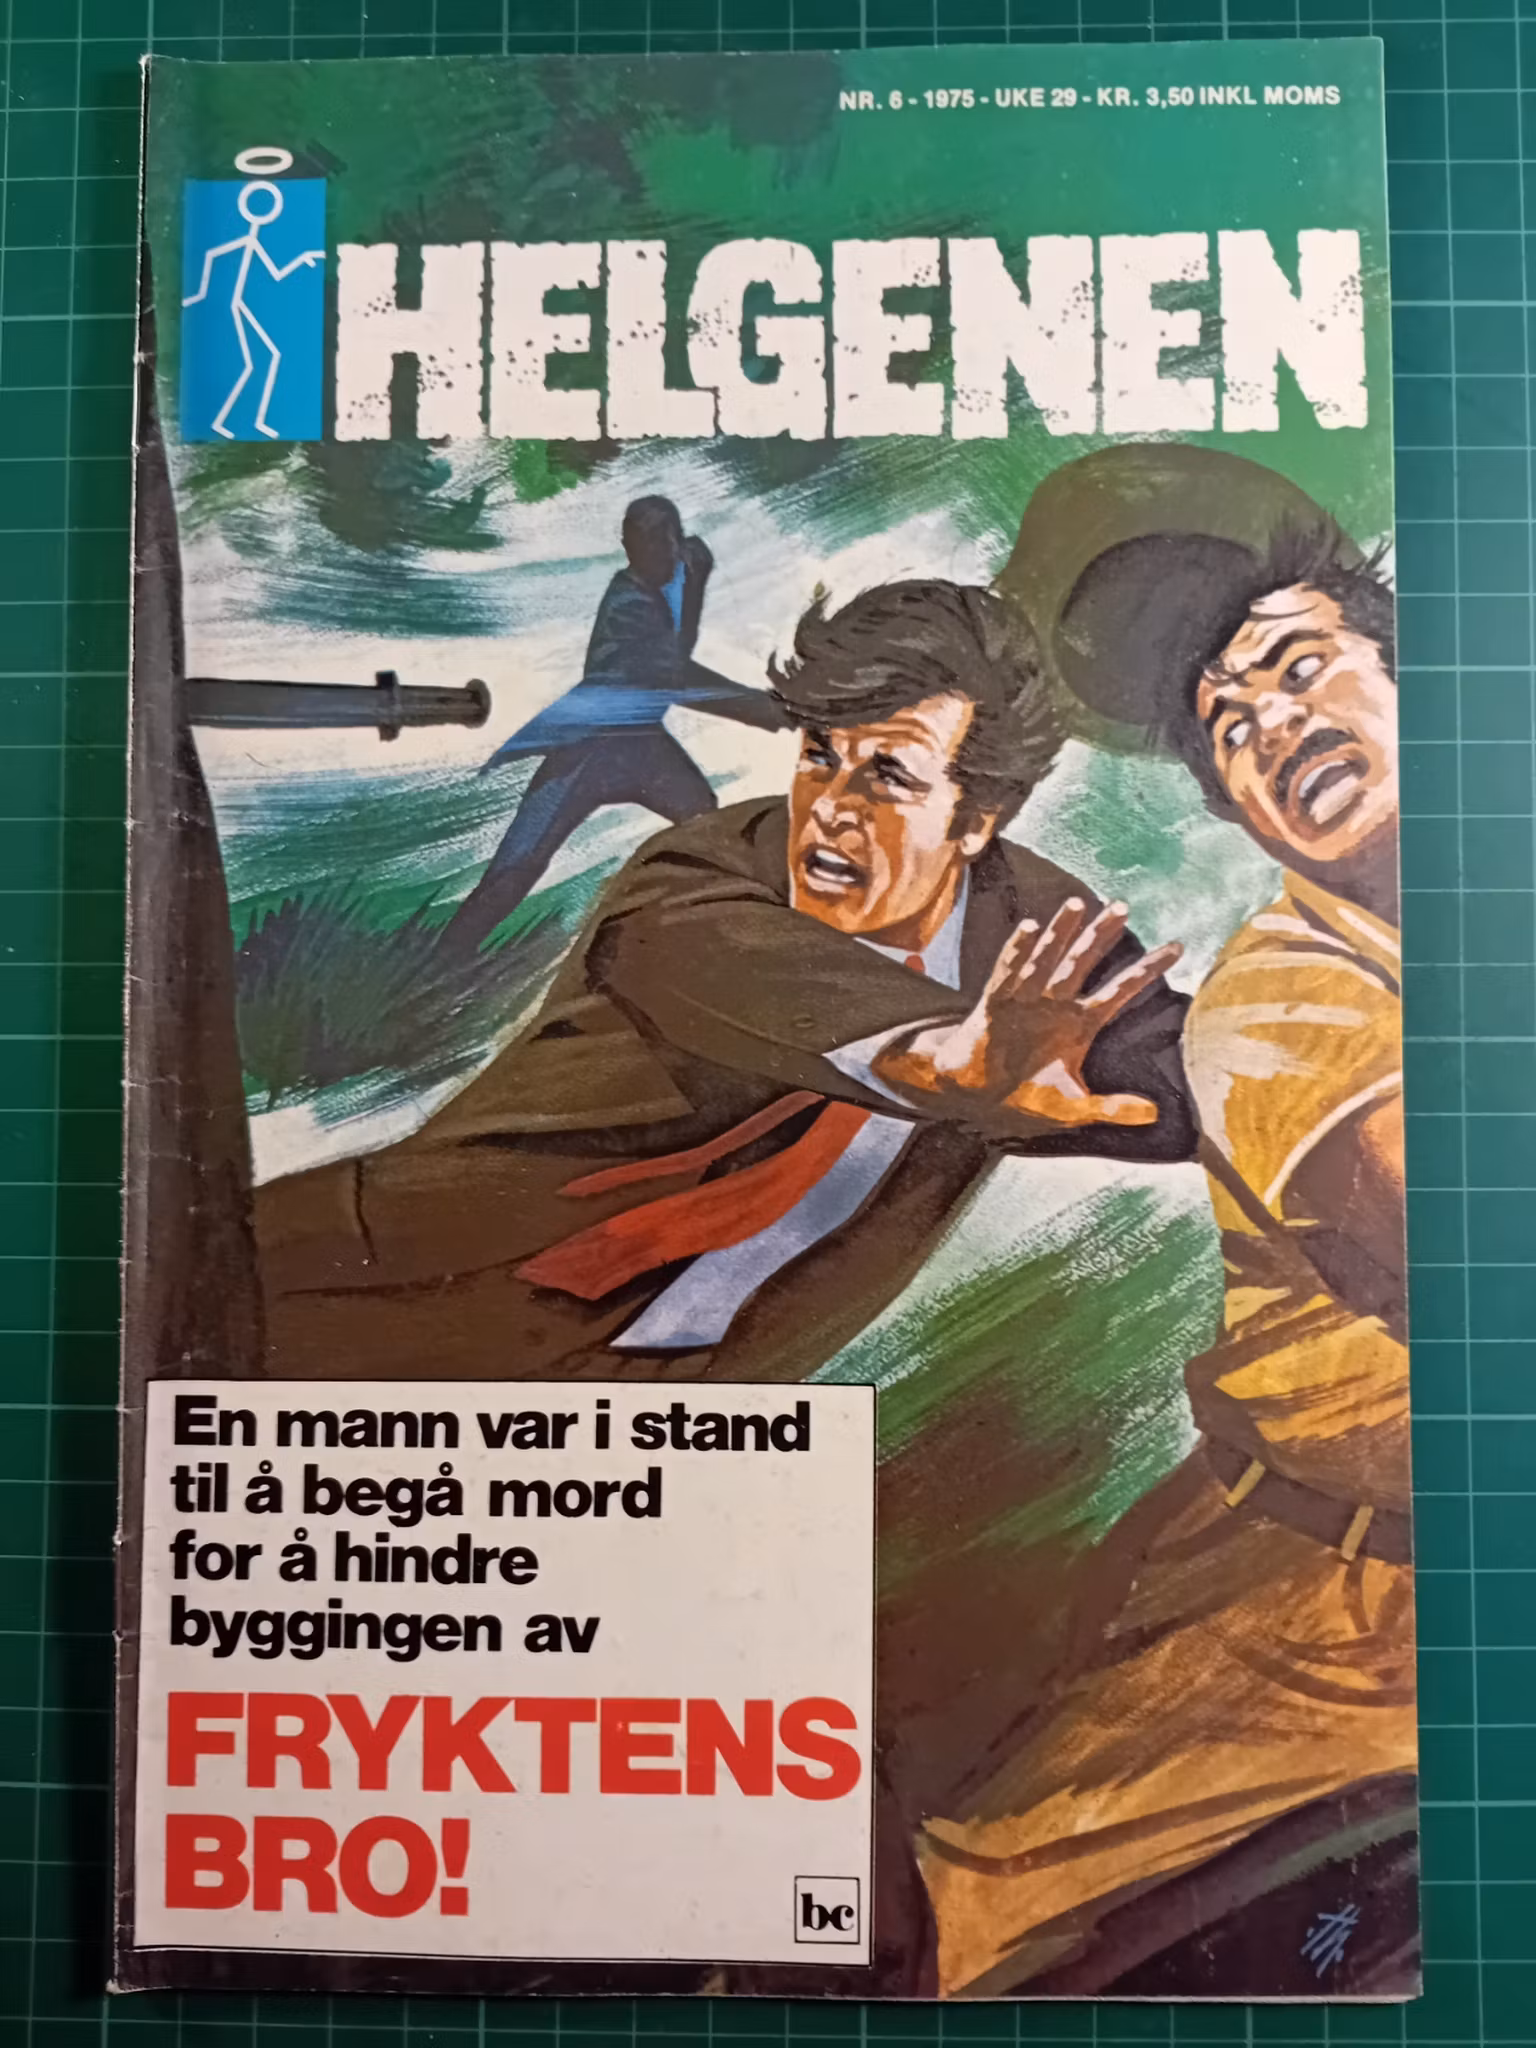 NR. 6 - 1975 - UKE 29 - KR. 3,50 INKL MOMS
HELGENEN
En mann var i stand
til å begå mord
for å hindre
byggingen av
FRYKTENS
BRO!
bc